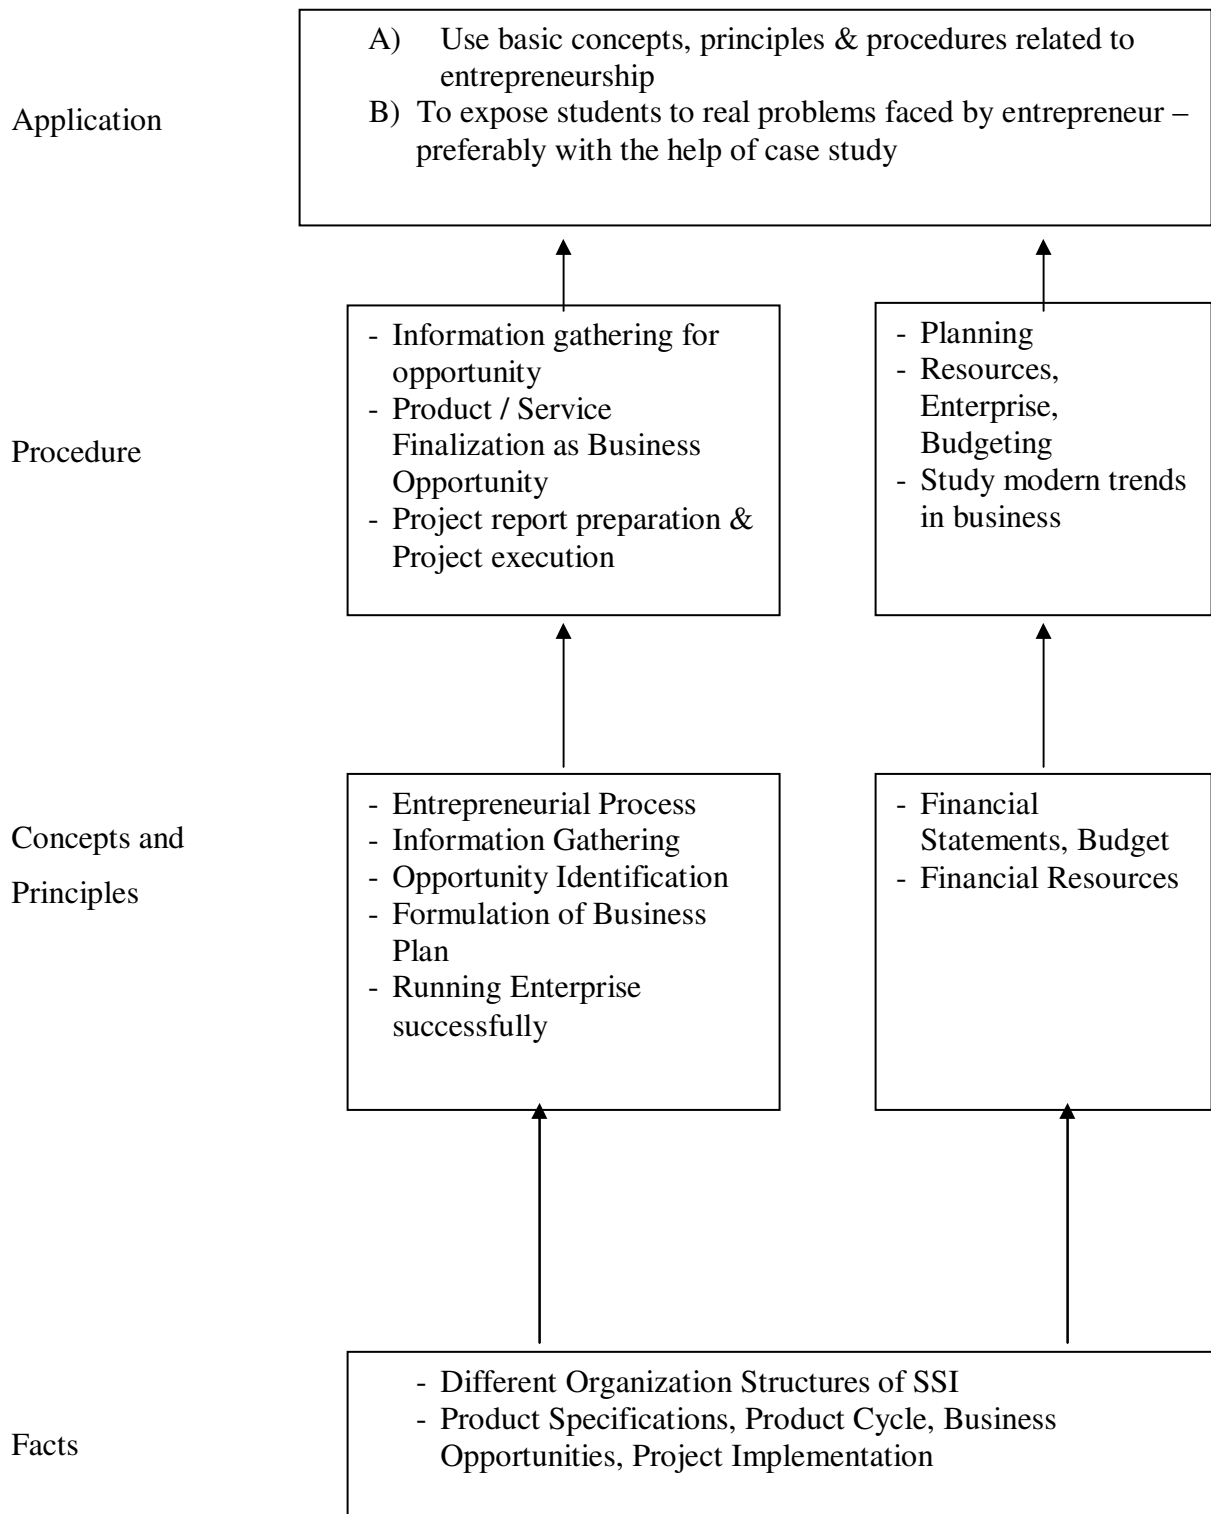 A) Use basic concepts, principles & procedures related to
entrepreneurship
B) To expose students to real problems faced by entrepreneur –
preferably with the help of case study
Application
- Information gathering for
opportunity
- Product / Service
Finalization as Business
Opportunity
- Project report preparation &
Project execution
- Planning
- Resources,
Enterprise,
Budgeting
- Study modern trends
in business
Procedure
- Entrepreneurial Process
- Information Gathering
- Opportunity Identification
- Formulation of Business
Plan
- Running Enterprise
successfully
- Financial
Statements, Budget
- Financial Resources
Concepts and
Principles
- Different Organization Structures of SSI
- Product Specifications, Product Cycle, Business
Opportunities, Project Implementation
Facts